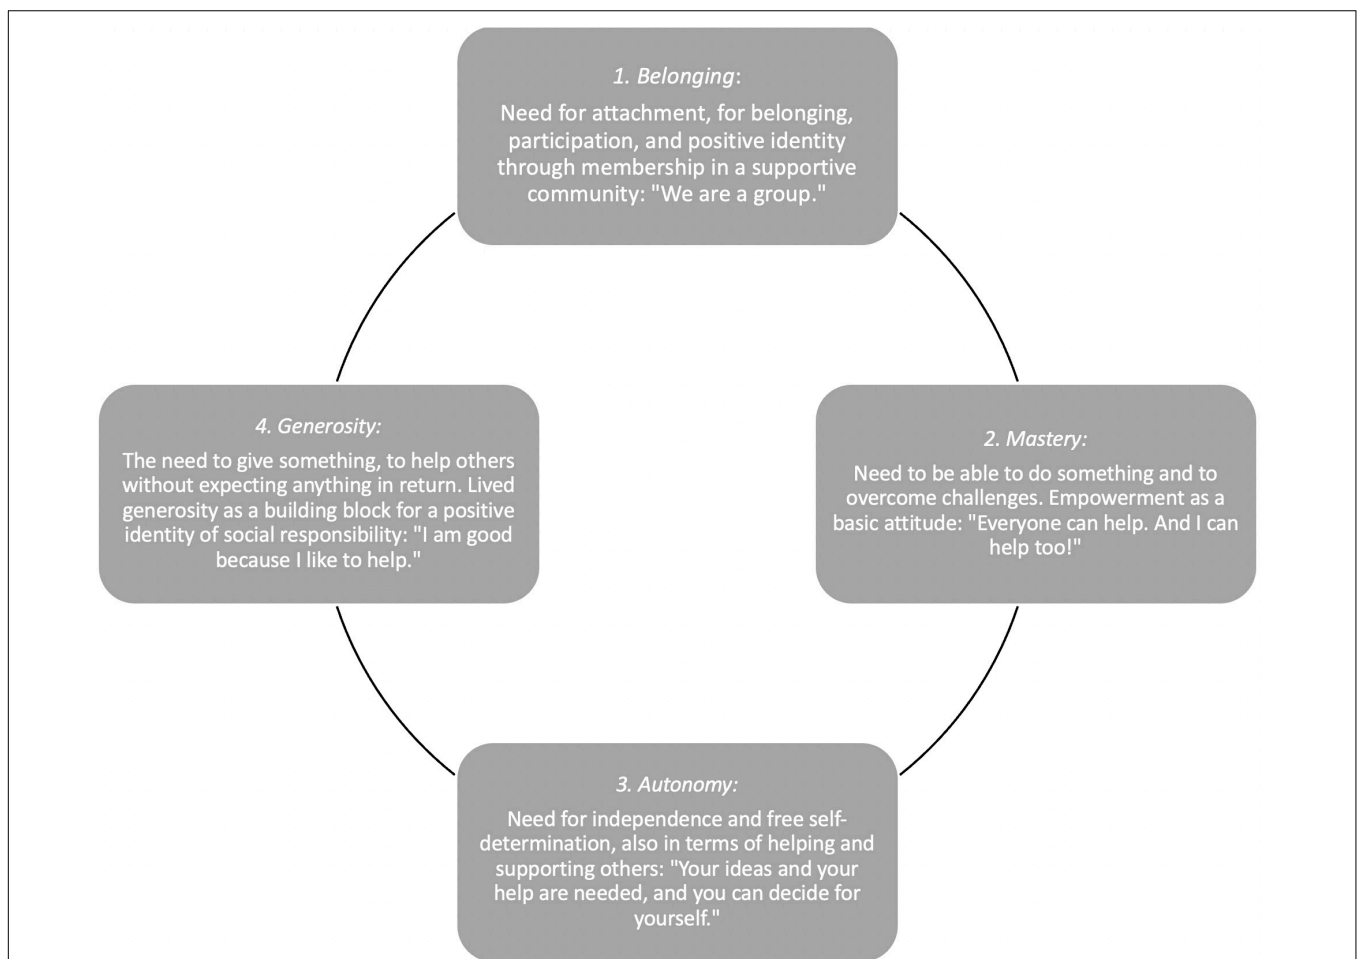 1. Belonging:
Need for attachment, for belonging,
participation, and positive identity
through membership in a supportive
community: "We are a group."
2. Mastery:
Need to be able to do something and to
overcome challenges. Empowerment as a
basic attitude: "Everyone can help. And I can
help too!"
3. Autonomy:
Need for independence and free self-
determination, also in terms of helping and
supporting others: "Your ideas and your
help are needed, and you can decide for
yourself."
4. Generosity:
The need to give something, to help others
without expecting anything in return. Lived
generosity as a building block for a positive
identity of social responsibility: "I am good
because I like to help."